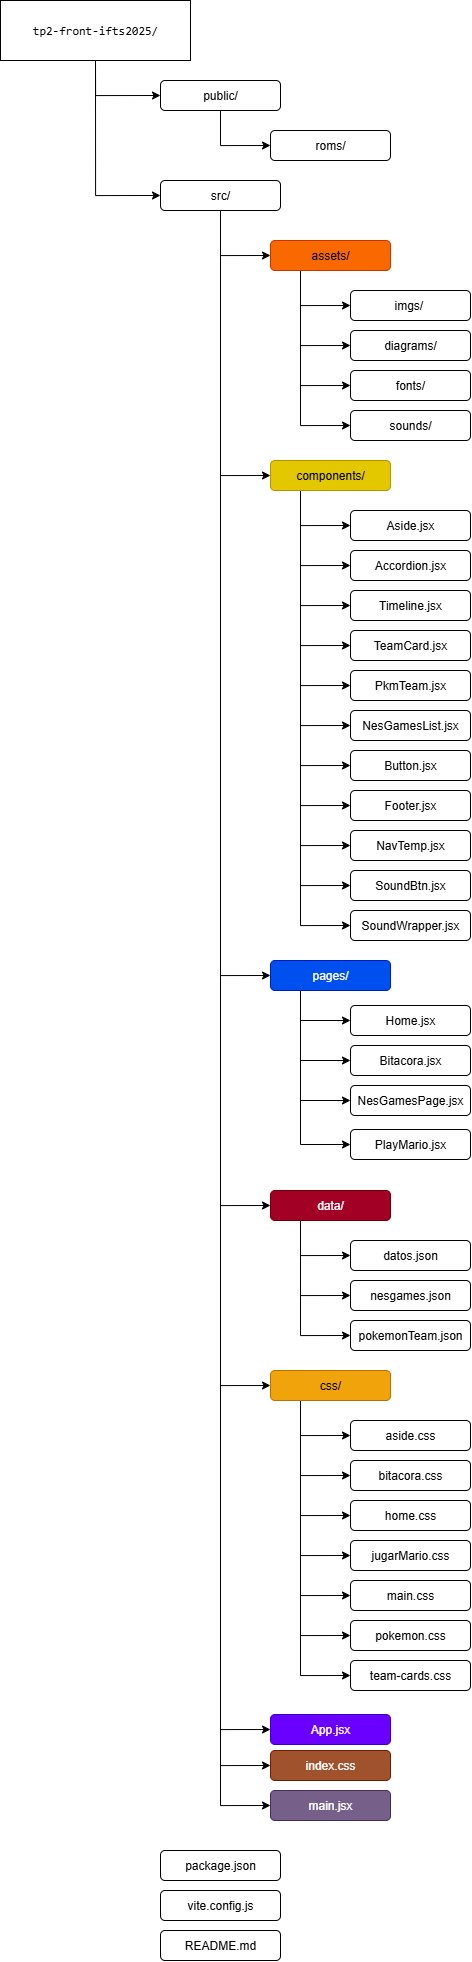 tp2-front-ifts2025/
public/
roms/
src/
assets/
imgs/
diagrams/
fonts/
sounds/
components/
Aside.jsx
Accordion.jsx
Timeline.jsx
TeamCard.jsx
PkmTeam.jsx
NesGamesList.jsx
Button.jsx
Footer.jsx
NavTemp.jsx
SoundBtn.jsx
SoundWrapper.jsx
pages/
Home.jsx
Bitacora.jsx
NesGamesPage.jsx
PlayMario.jsx
data/
datos.json
nesgames.json
pokemonTeam.json
css/
aside.css
bitacora.css
home.css
jugarMario.css
main.css
pokemon.css
team-cards.css
App.jsx
index.css
main.jsx
package.json
vite.config.js
README.md